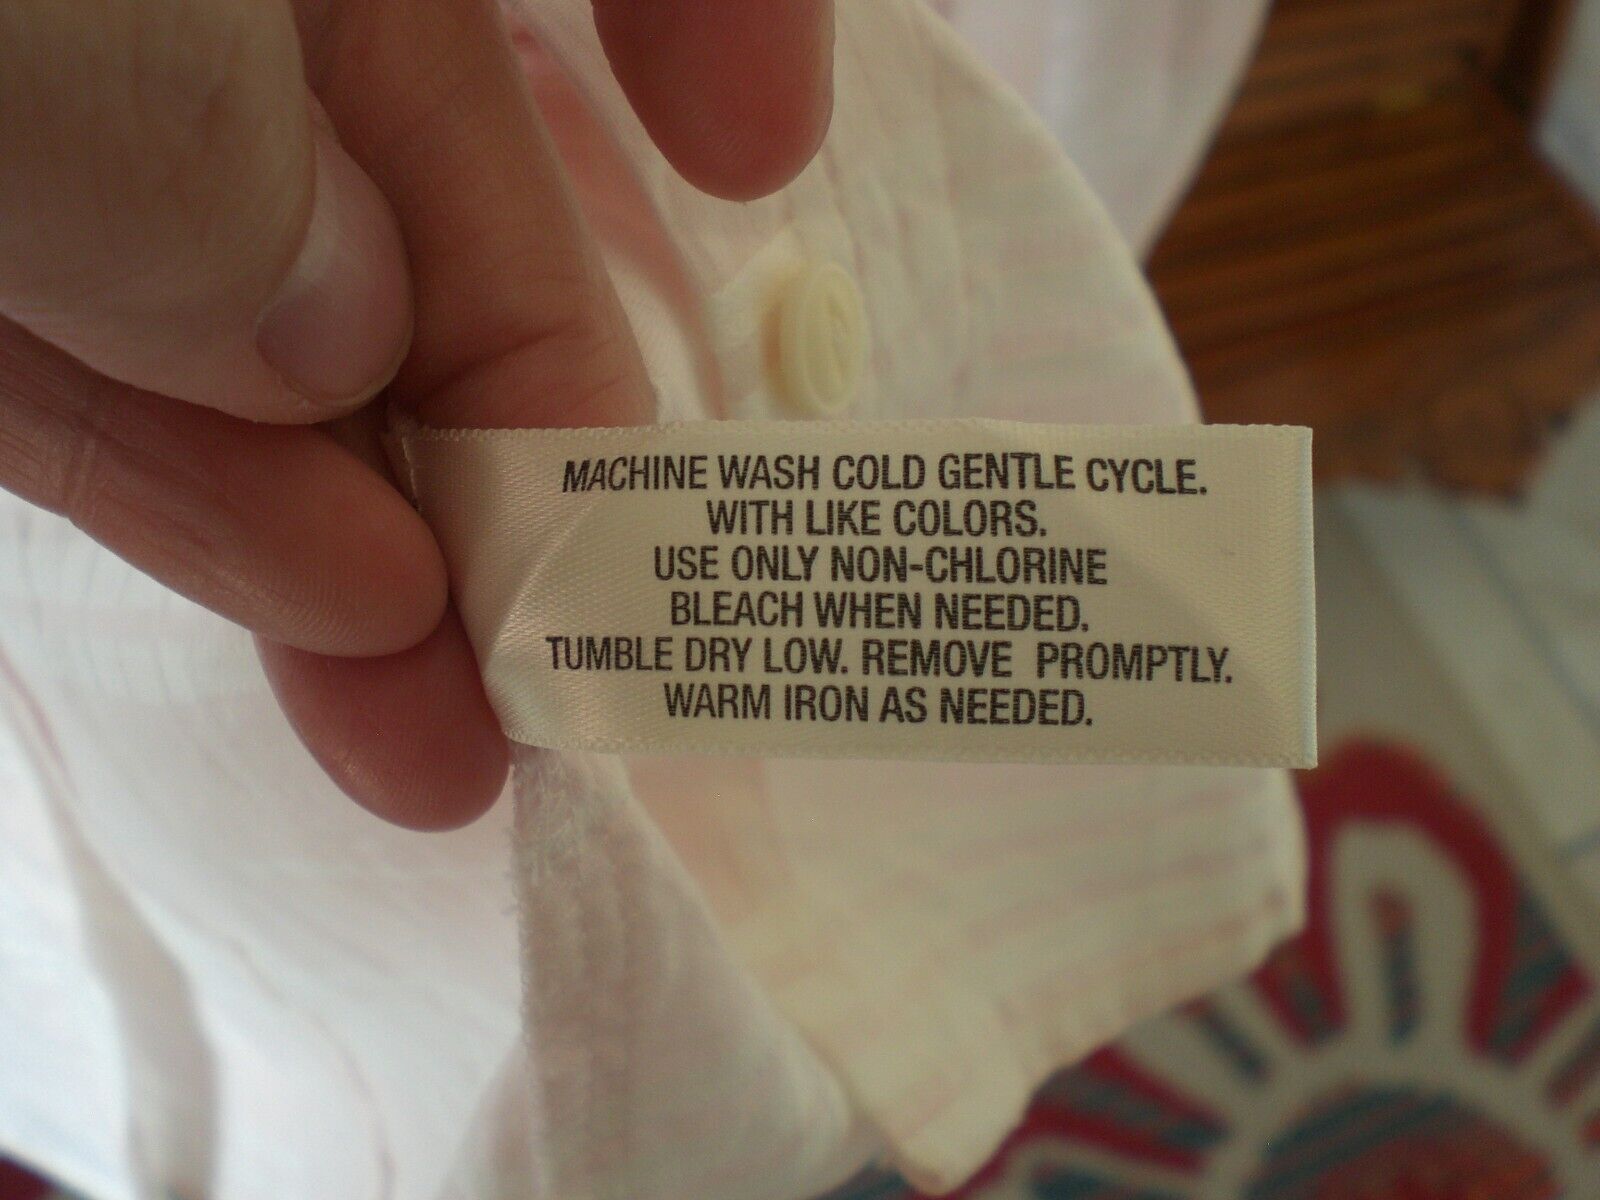 MACHINE WASH COLD GENTLE CYCLE.
WITH LIKE COLORS.
USE ONLY NON-CHLORINE
BLEACH WHEN NEEDED.
TUMBLE DRY LOW. REMOVE PROMPTLY.
WARM IRON AS NEEDED.